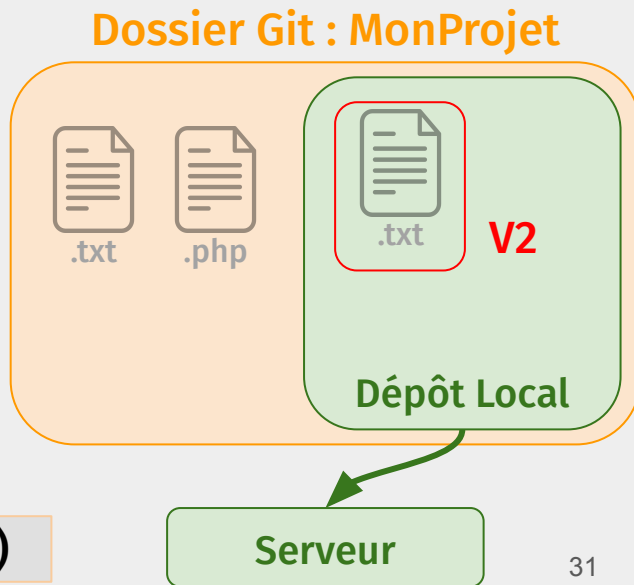 Dossier Git : MonProjet
.txt
.php
.txt
V2
Dépôt Local
)
Serveur
31